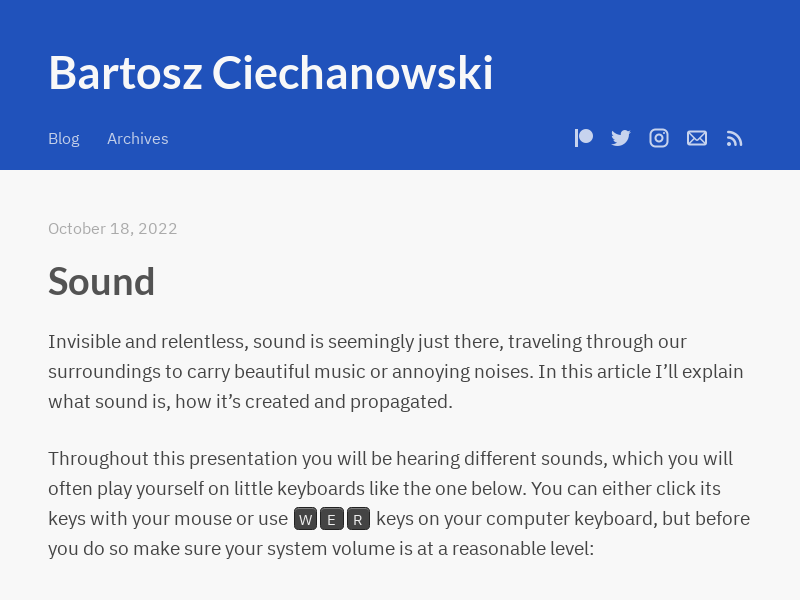 Bartosz Ciechanowski
Blog Archives
October 18, 2022
Sound
Invisible and relentless, sound is seemingly just there, traveling through our
surroundings to carry beautiful music or annoying noises. In this article I’ll explain
what sound is, how it’s created and propagated.
Throughout this presentation you will be hearing different sounds, which you will
often play yourself on little keyboards like the one below. You can either click its
keys with your mouse or use W E R keys on your computer keyboard, but before
you do so make sure your system volume is at a reasonable level: